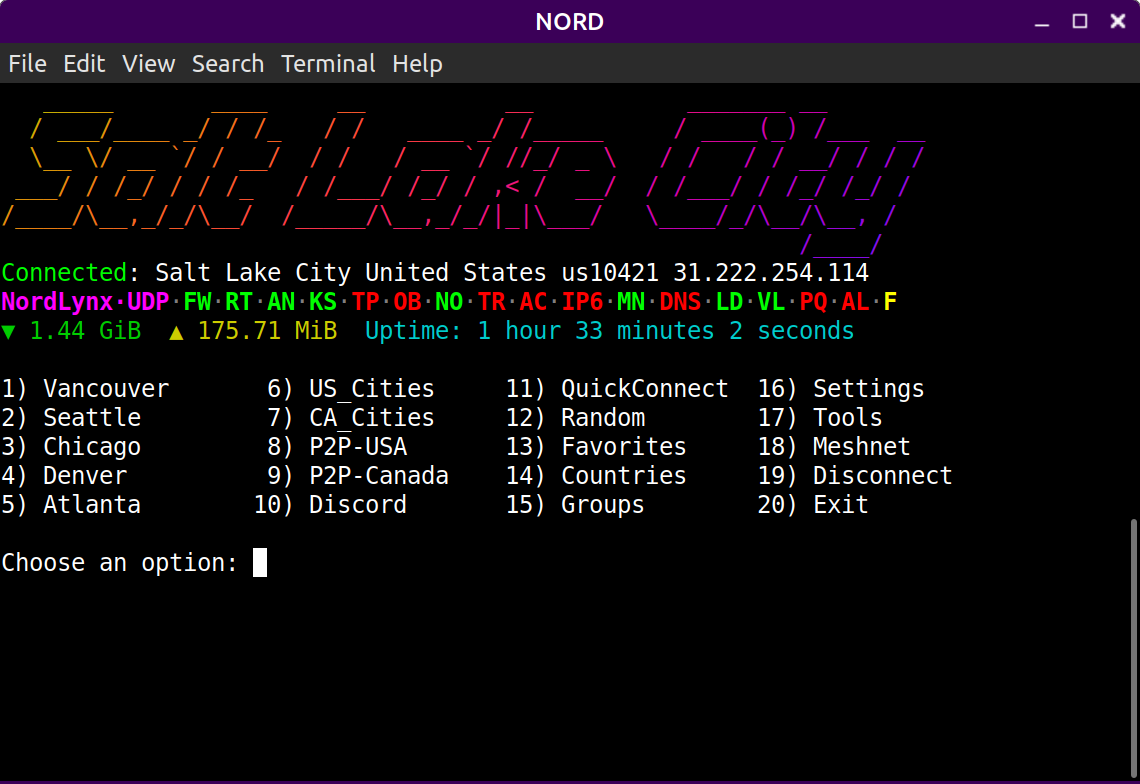 NORD
File Edit View Search Terminal Help
Salt Lake City
Connected: Salt Lake City United States us10421 31.222.254.114
NordLynx·UDP·FW·RT·AN·KS·TP·OB·NO·TR·AC·IP6·MN·DNS·LD·VL·PQ·AL·F
▼ 1.44 GiB ▲ 175.71 MiB Uptime: 1 hour 33 minutes 2 seconds
1) Vancouver 6) US_Cities 11) QuickConnect 16) Settings
2) Seattle 7) CA_Cities 12) Random 17) Tools
3) Chicago 8) P2P-USA 13) Favorites 18) Meshnet
4) Denver 9) P2P-Canada 14) Countries 19) Disconnect
5) Atlanta 10) Discord 15) Groups 20) Exit
Choose an option: